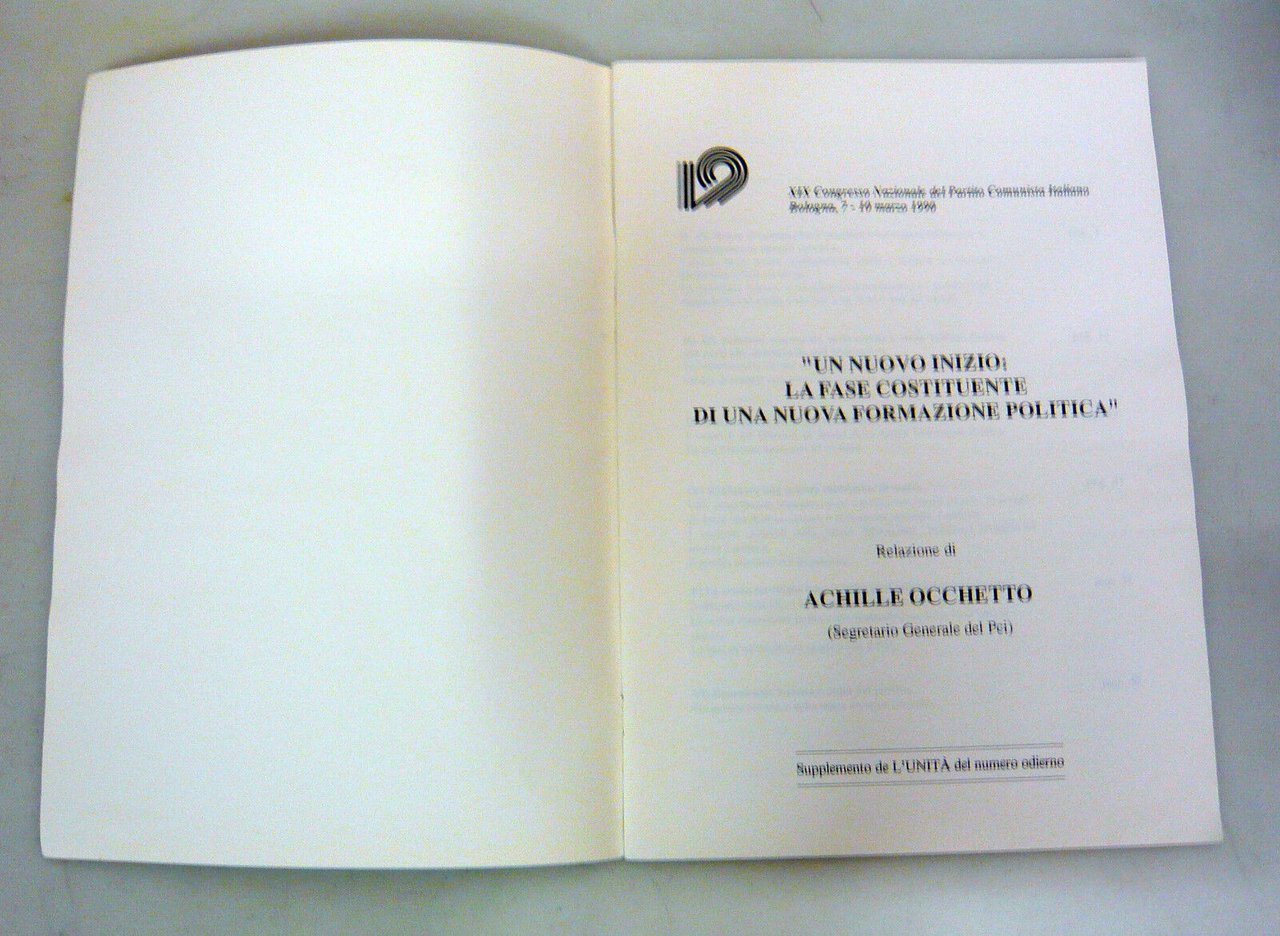 19
XIX Congresso Nazionale del Partito Comunista Italiano
Bologna, 7 - 10 marzo 1990
"UN NUOVO INIZIO:
LA FASE COSTITUENTE
DI UNA NUOVA FORMAZIONE POLITICA"
Relazione di
ACHILLE OCCHETTO
(Segretario Generale del Pci)
Supplemento de L'UNITÀ del numero odierno